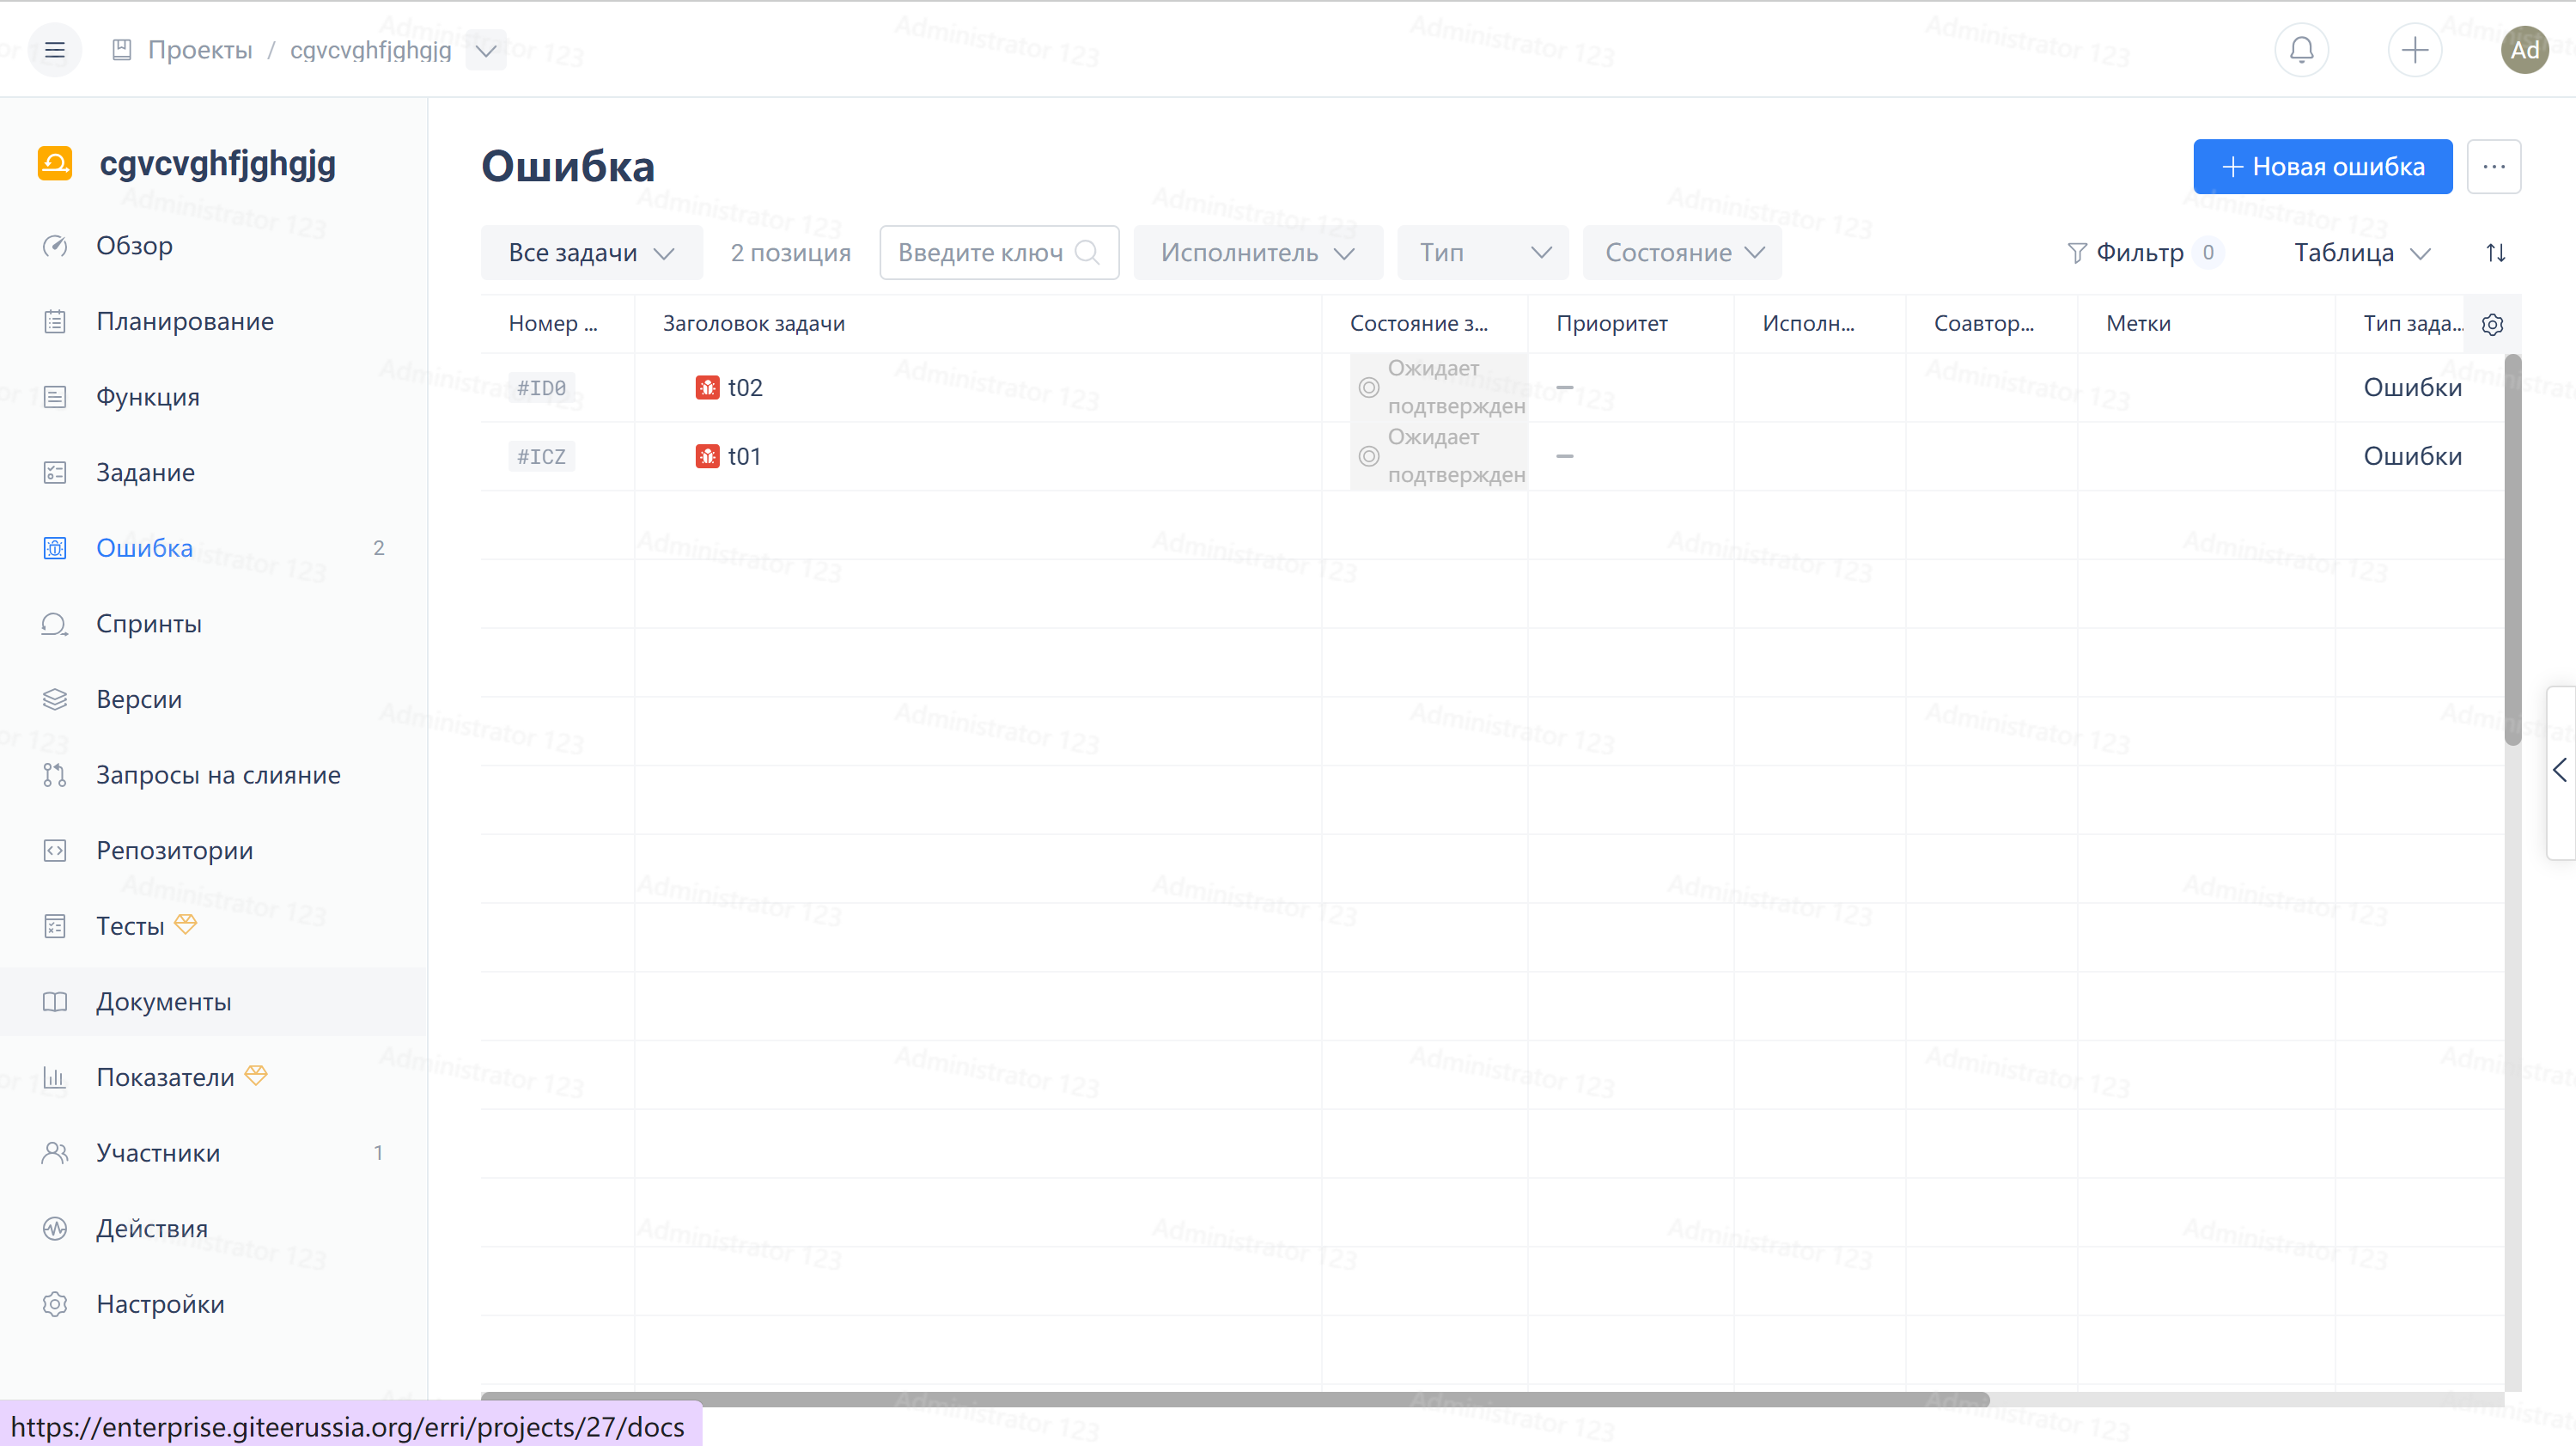 Проекты / cgvcvghfjghgjg
Ad
cgvcvghfjghgjg
Обзор
Планирование
Функция
Задание
Ошибка 2
Спринты
Версии
Запросы на слияние
Репозитории
Тесты
Документы
Показатели
Участники 1
Действия
Настройки
Ошибка
Новая ошибка
Все задачи
2 позиция
Введите ключ
Исполнитель
Тип
Состояние
Фильтр 0
Таблица
Номер ... Заголовок задачи Состояние з... Приоритет Исполн... Соавтор... Метки Тип зада...
#ID0 t02 Ожидает
подтвержден
Ошибки
#ICZ t01 Ожидает
подтвержден
Ошибки
https://enterprise.giteerussia.org/erri/projects/27/docs
Administrator 123